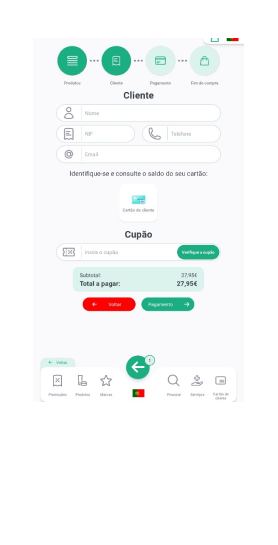 Produtos Cliente Pagamento Fim de compra
Cliente
Nome
NIF Telefone
Email
Identifique-se e consulte o saldo do seu cartão:
Cartão de cliente
Cupão
Insira o cupão Verifique o cupão
Subtotal: 37,95€
Total a pagar: 27,95€
← Voltar Pagamento →
← Voltar
1
Promoções Produtos Marcas Procurar Serviços Cartão de
cliente